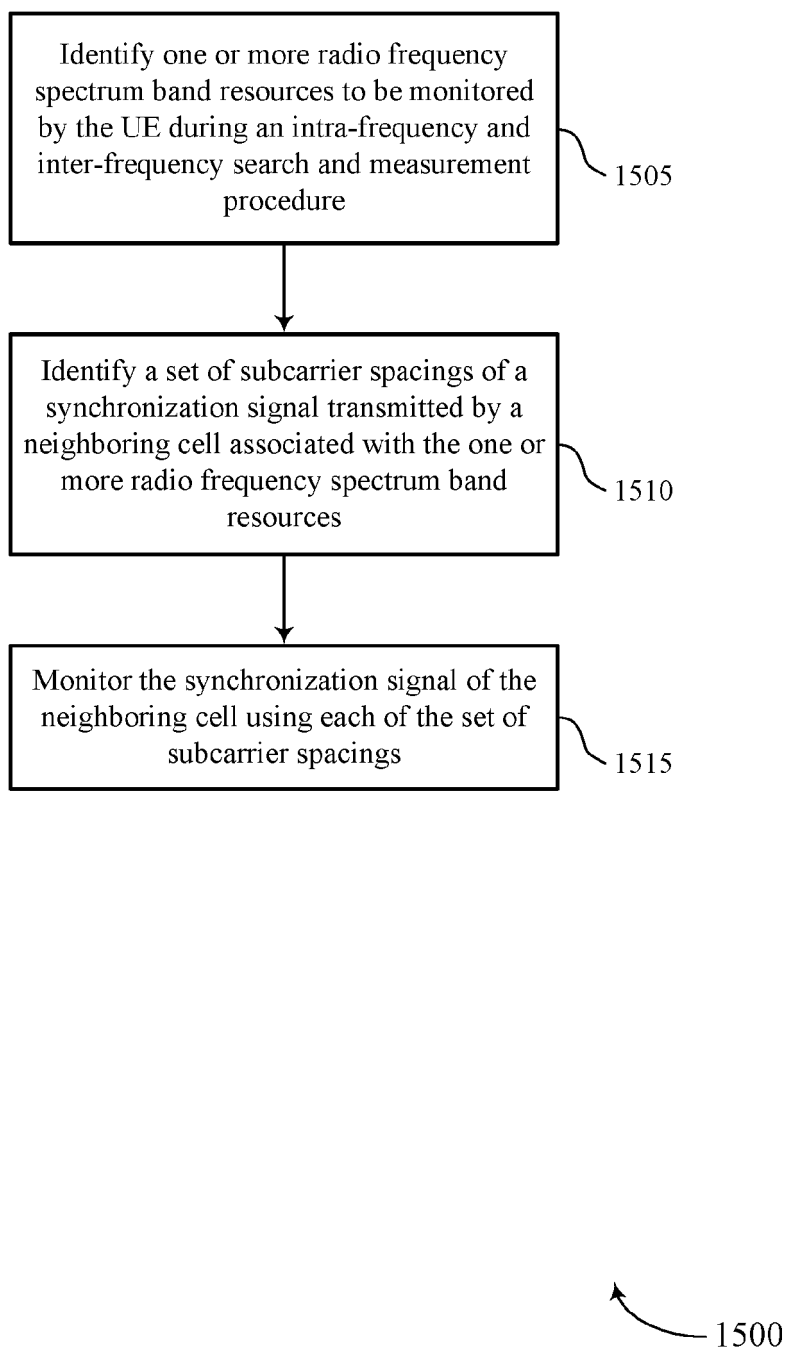 Identify one or more radio frequency
spectrum band resources to be monitored
by the UE during an intra-frequency and
inter-frequency search and measurement
procedure
1505
Identify a set of subcarrier spacings of a
synchronization signal transmitted by a
neighboring cell associated with the one or
more radio frequency spectrum band
resources
1510
Monitor the synchronization signal of the
neighboring cell using each of the set of
subcarrier spacings
1515
1500